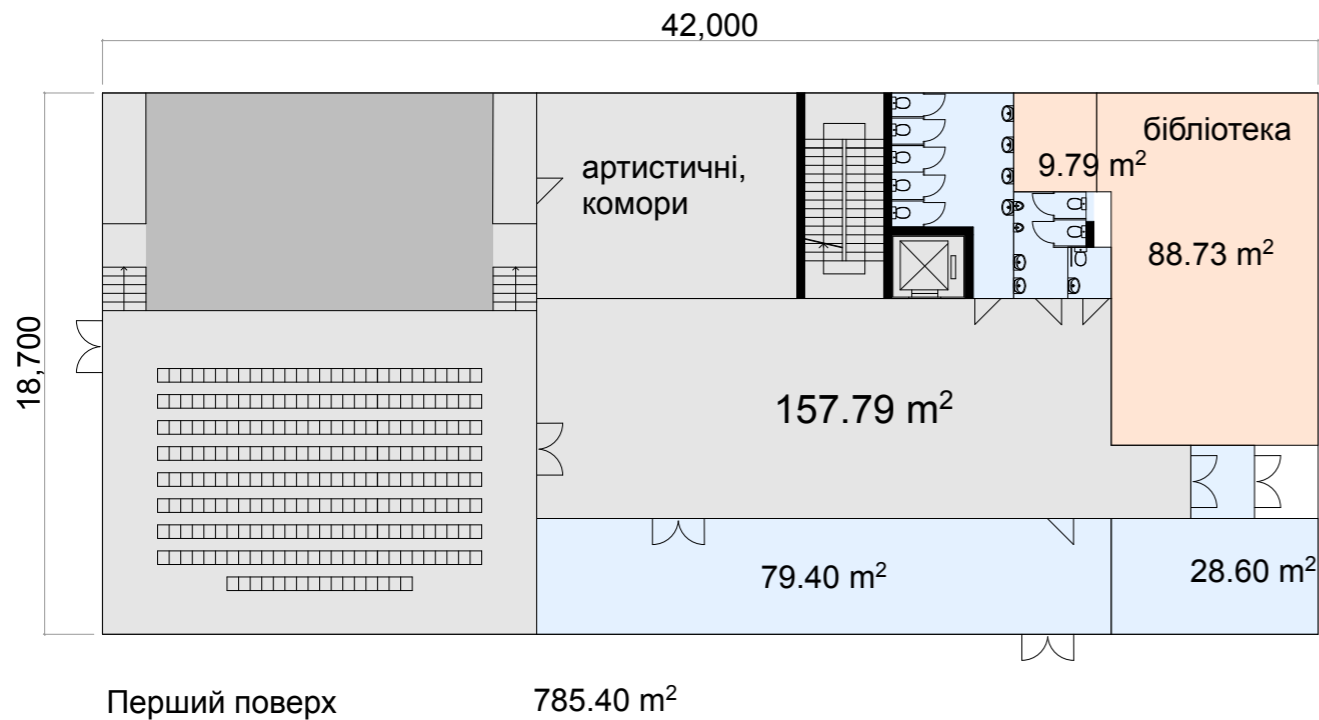 42,000
18,700
артистичні,
комори
бібліотека
9.79 m²
88.73 m²
157.79 m²
79.40 m²
28.60 m²
Перший поверх 785.40 m²